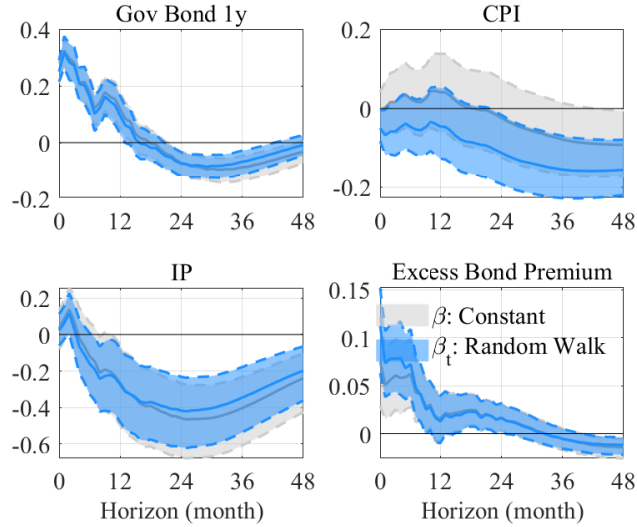 Gov Bond 1y
CPI
0.4
0.2
0
-0.2
0 12 24 36 48
0.2
0
-0.2
0 12 24 36 48
IP
Excess Bond Premium
0.2
0
-0.2
-0.4
-0.6
0 12 24 36 48
Horizon (month)
0.15
0.1
0.05
0
0 12 24 36 48
Horizon (month)
β: Constant
βt: Random Walk